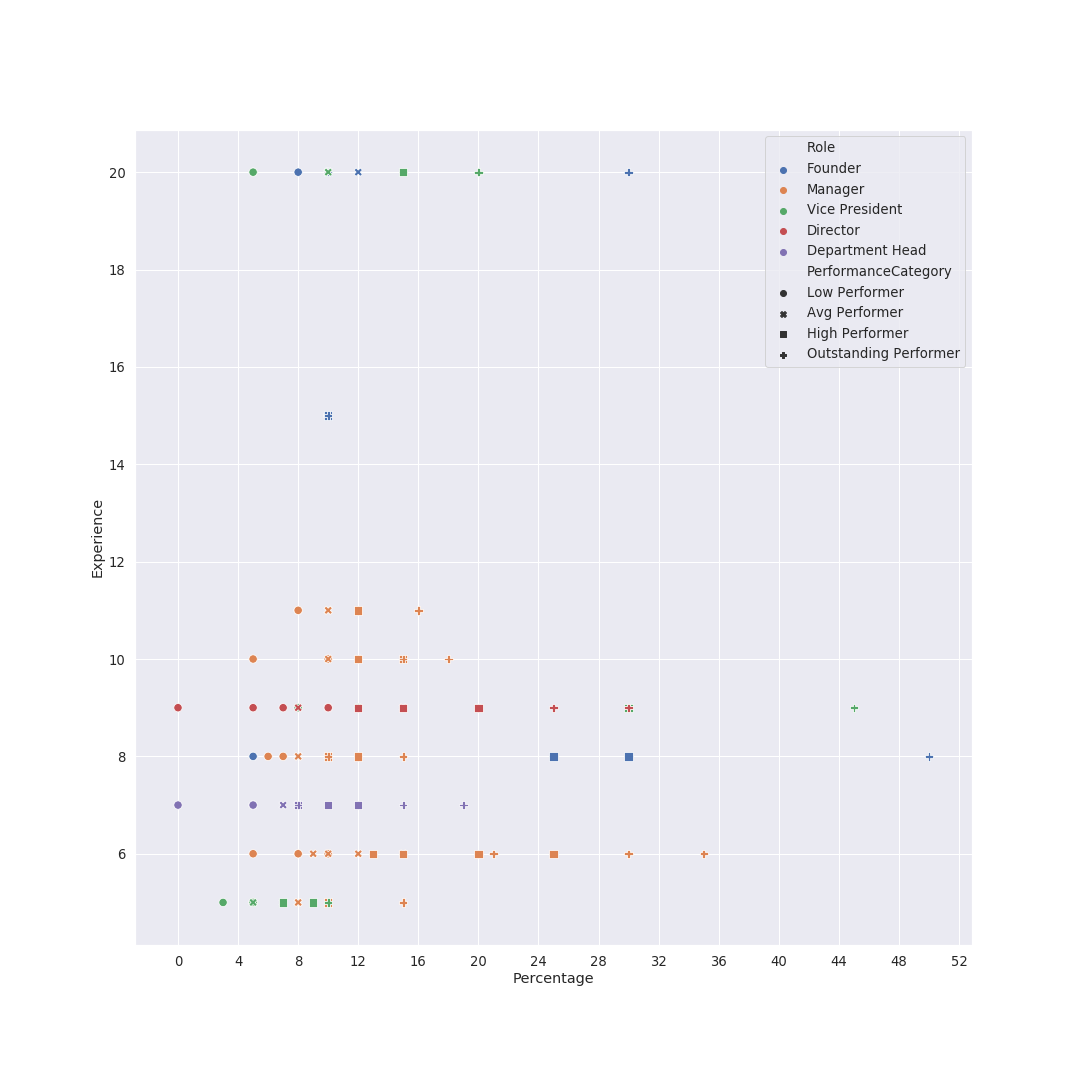 Role
Founder
Manager
Vice President
Director
Department Head
PerformanceCategory
Low Performer
Avg Performer
High Performer
Outstanding Performer
20
18
16
14
12
10
8
6
Experience
0 4 8 12 16 20 24 28 32 36 40 44 48 52
Percentage